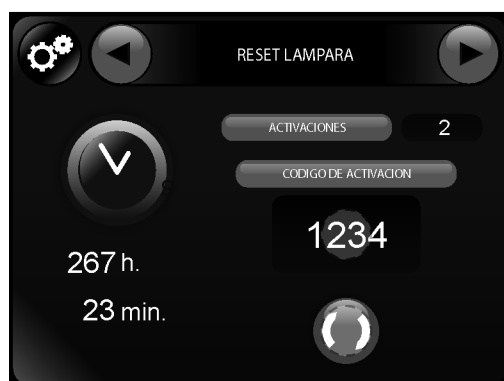 RESET LAMPARA
ACTIVACIONES 2
CODIGO DE ACTIVACION
1234
267 h.
23 min.